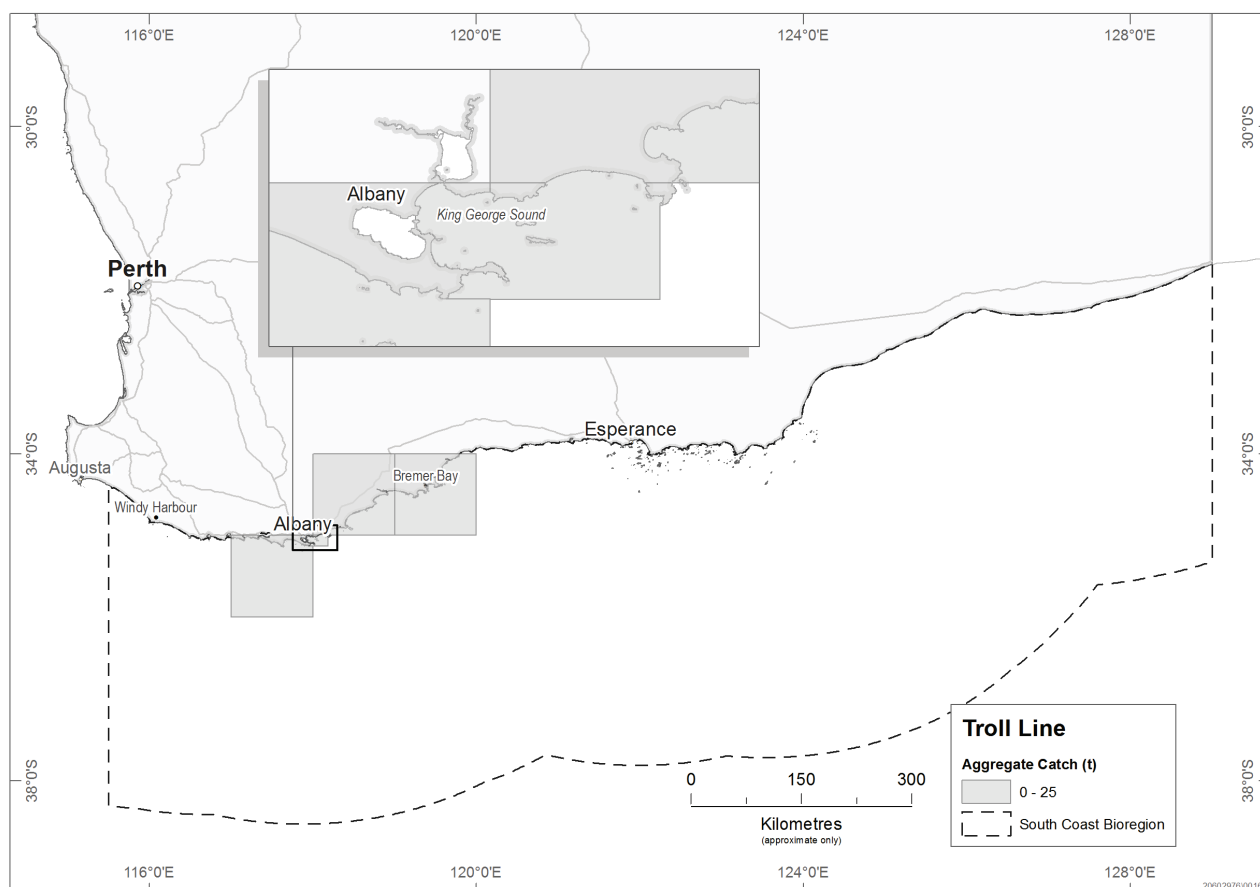 116°0'E 120°0'E 124°0'E 128°0'E
30°0'S 30°0'S
Albany
King George Sound
Perth
Esperance
34°0'S 34°0'S
Augusta
Bremer Bay
Windy Harbour
Albany
Troll Line
Aggregate Catch (t)
0 - 25
South Coast Bioregion
0 150 300
Kilometres
(approximate only)
38°0'S 38°0'S
116°0'E 120°0'E 124°0'E 128°0'E